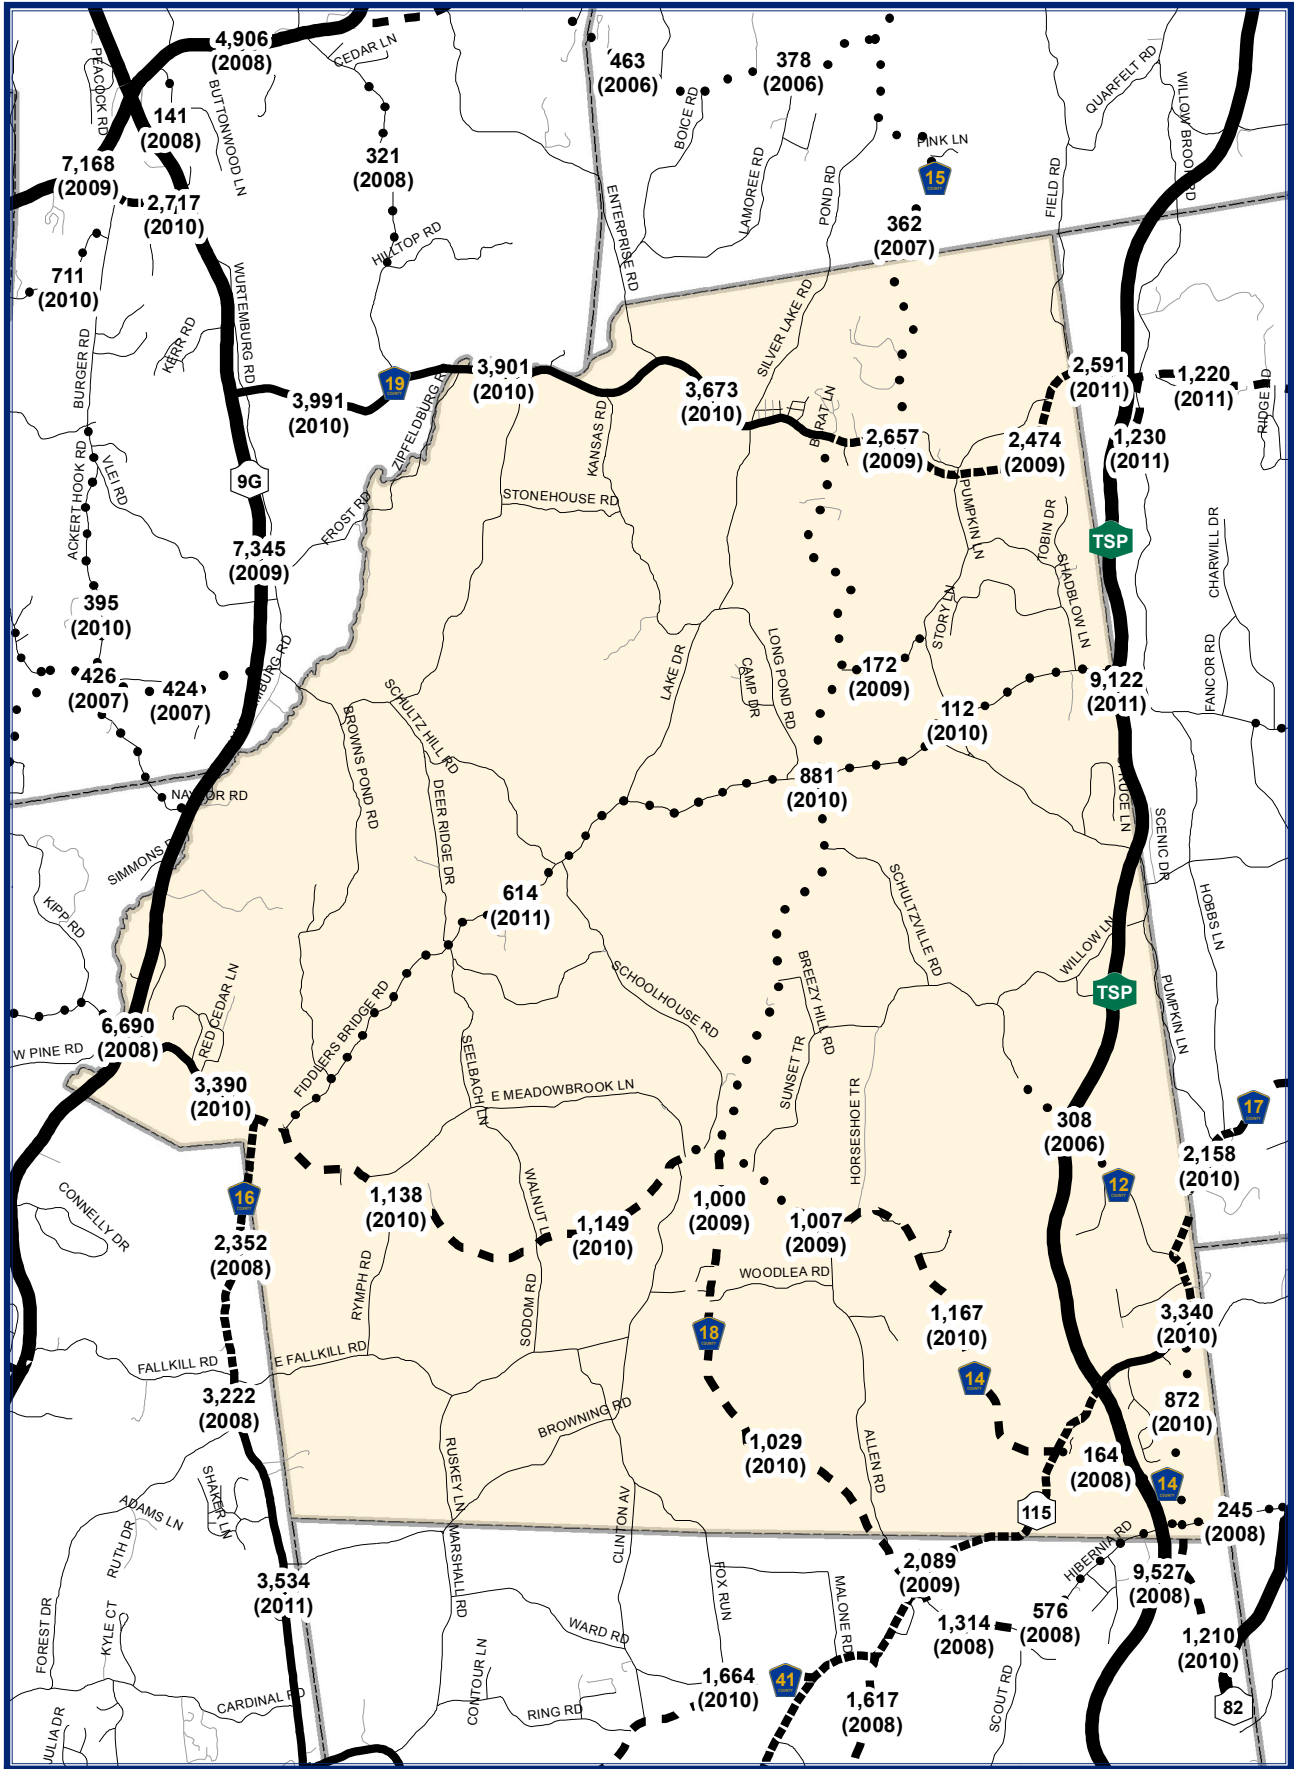 4,906
(2008)
CEDAR LN
463
(2006)
378
(2006)
QUARFELT RD
PEACOCK RD
BUTTONWOOD LN
141
(2008)
BOICE RD
WILLOW BROOK RD
321
(2008)
PINK LN
7,168
(2009)
2,717
(2010)
LAMOREE RD
POND RD
15
COUNTY
FIELD RD
ENTERPRISE RD
362
(2007)
HILLTOP RD
711
(2010)
WURTEMBURG RD
KERR RD
BURGER RD
SILVER LAKE RD
3,901
(2010)
2,591
(2011)
1,220
(2011)
19
COUNTY
3,991
(2010)
3,673
(2010)
RIDGE RD
KANSAS RD
2,657
(2009)
2,474
(2009)
1,230
(2011)
ACKERT HOOK RD
VLEI RD
9G
STONEHOUSE RD
FROST RD
PUMPKIN LN
TOBIN DR
TSP
CHARWILL DR
7,345
(2009)
SHADBLOW LN
395
(2010)
STORY LN
LONG POND RD
LAKE DR
CAMP DR
172
(2009)
FANCOR RD
426
(2007)
424
(2007)
9,122
(2011)
SCHULTZ HILL RD
BROWNS POND RD
112
(2010)
881
(2010)
NAYLOR RD
DEER RIDGE DR
SCENIC DR
614
(2011)
SCHULTZVILLE RD
KIPP RD
HOBBS LN
WILLOW LN
RED CEDAR LN
SCHOOLHOUSE RD
BREEZY HILL RD
TSP
PUMPKIN LN
6,690
(2008)
W PINE RD
FIDDLERS BRIDGE RD
SEELBACH LN
3,390
(2010)
E MEADOWBROOK LN
SUNSET TR
HORSESHOE TR
308
(2006)
17
COUNTY
2,158
(2010)
16
COUNTY
CONNELLY DR
1,138
(2010)
1,149
(2010)
1,000
(2009)
1,007
(2009)
12
COUNTY
2,352
(2008)
WOODLEA RD
RYMPH RD
SODOM RD
18
COUNTY
1,167
(2010)
3,340
(2010)
FALLKILL RD
E FALLKILL RD
14
COUNTY
3,222
(2008)
872
(2010)
BROWNING RD
1,029
(2010)
ALLEN RD
164
(2008)
RUSKEY LN
SHAKER LN
ADAMS LN
14
COUNTY
115
245
(2008)
CLINTON AV
RUTH DR
HIBERNIA RD
3,534
(2011)
MARSHALL RD
FOX RUN
MALONE RD
2,089
(2009)
9,527
(2008)
FOREST DR
KYLE CT
WARD RD
1,314
(2008)
576
(2008)
1,210
(2010)
CONTOUR LN
1,664
(2010)
41
COUNTY
CARDINAL RD
RING RD
1,617
(2008)
SCOUT RD
82
JULIA DR